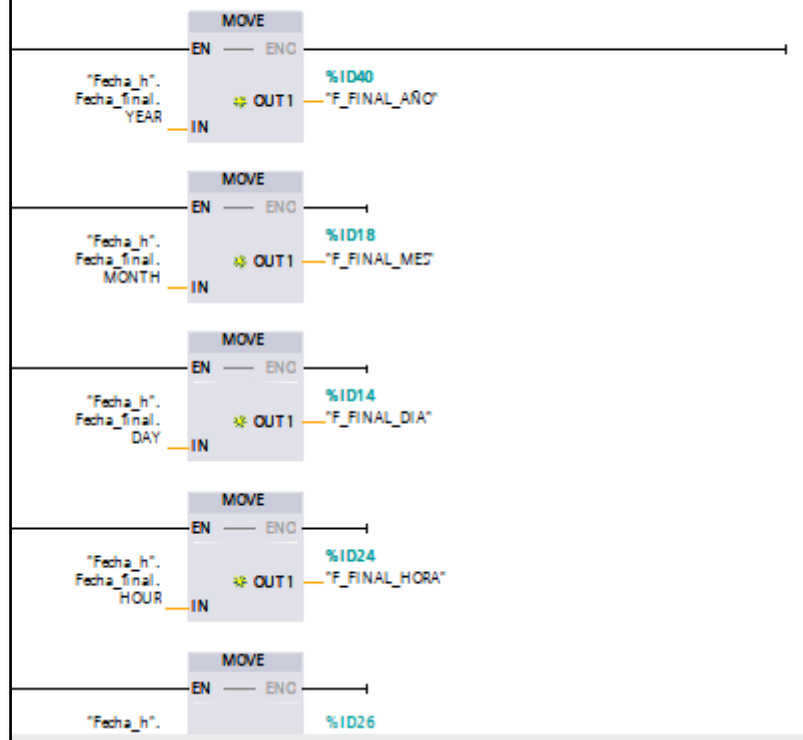 MOVE
EN ENO
"Fecha_h".
Fecha_final.
YEAR
IN
OUT1
%ID40
"F_FINAL_AÑO"
MOVE
EN ENO
"Fecha_h".
Fecha_final.
MONTH
IN
OUT1
%ID18
"F_FINAL_MES"
MOVE
EN ENO
"Fecha_h".
Fecha_final.
DAY
IN
OUT1
%ID14
"F_FINAL_DIA"
MOVE
EN ENO
"Fecha_h".
Fecha_final.
HOUR
IN
OUT1
%ID24
"F_FINAL_HORA"
MOVE
EN ENO
"Fecha_h".
%ID26